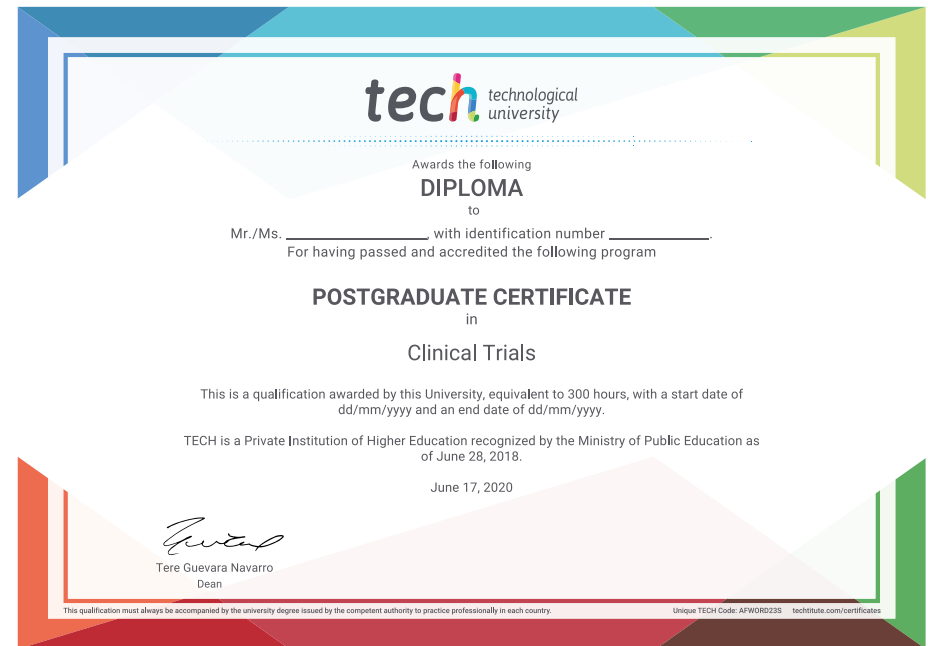 tech technological
university
Awards the following
DIPLOMA
to
Mr./Ms. ____________________, with identification number ______________.
For having passed and accredited the following program
POSTGRADUATE CERTIFICATE
in
Clinical Trials
This is a qualification awarded by this University, equivalent to 300 hours, with a start date of
dd/mm/yyyy and an end date of dd/mm/yyyy.
TECH is a Private Institution of Higher Education recognized by the Ministry of Public Education as
of June 28, 2018.
June 17, 2020
Tere Guevara Navarro
Dean
This qualification must always be accompanied by the university degree issued by the competent authority to practice professionally in each country.
Unique TECH Code: AFWORD23S techtitute.com/certificates